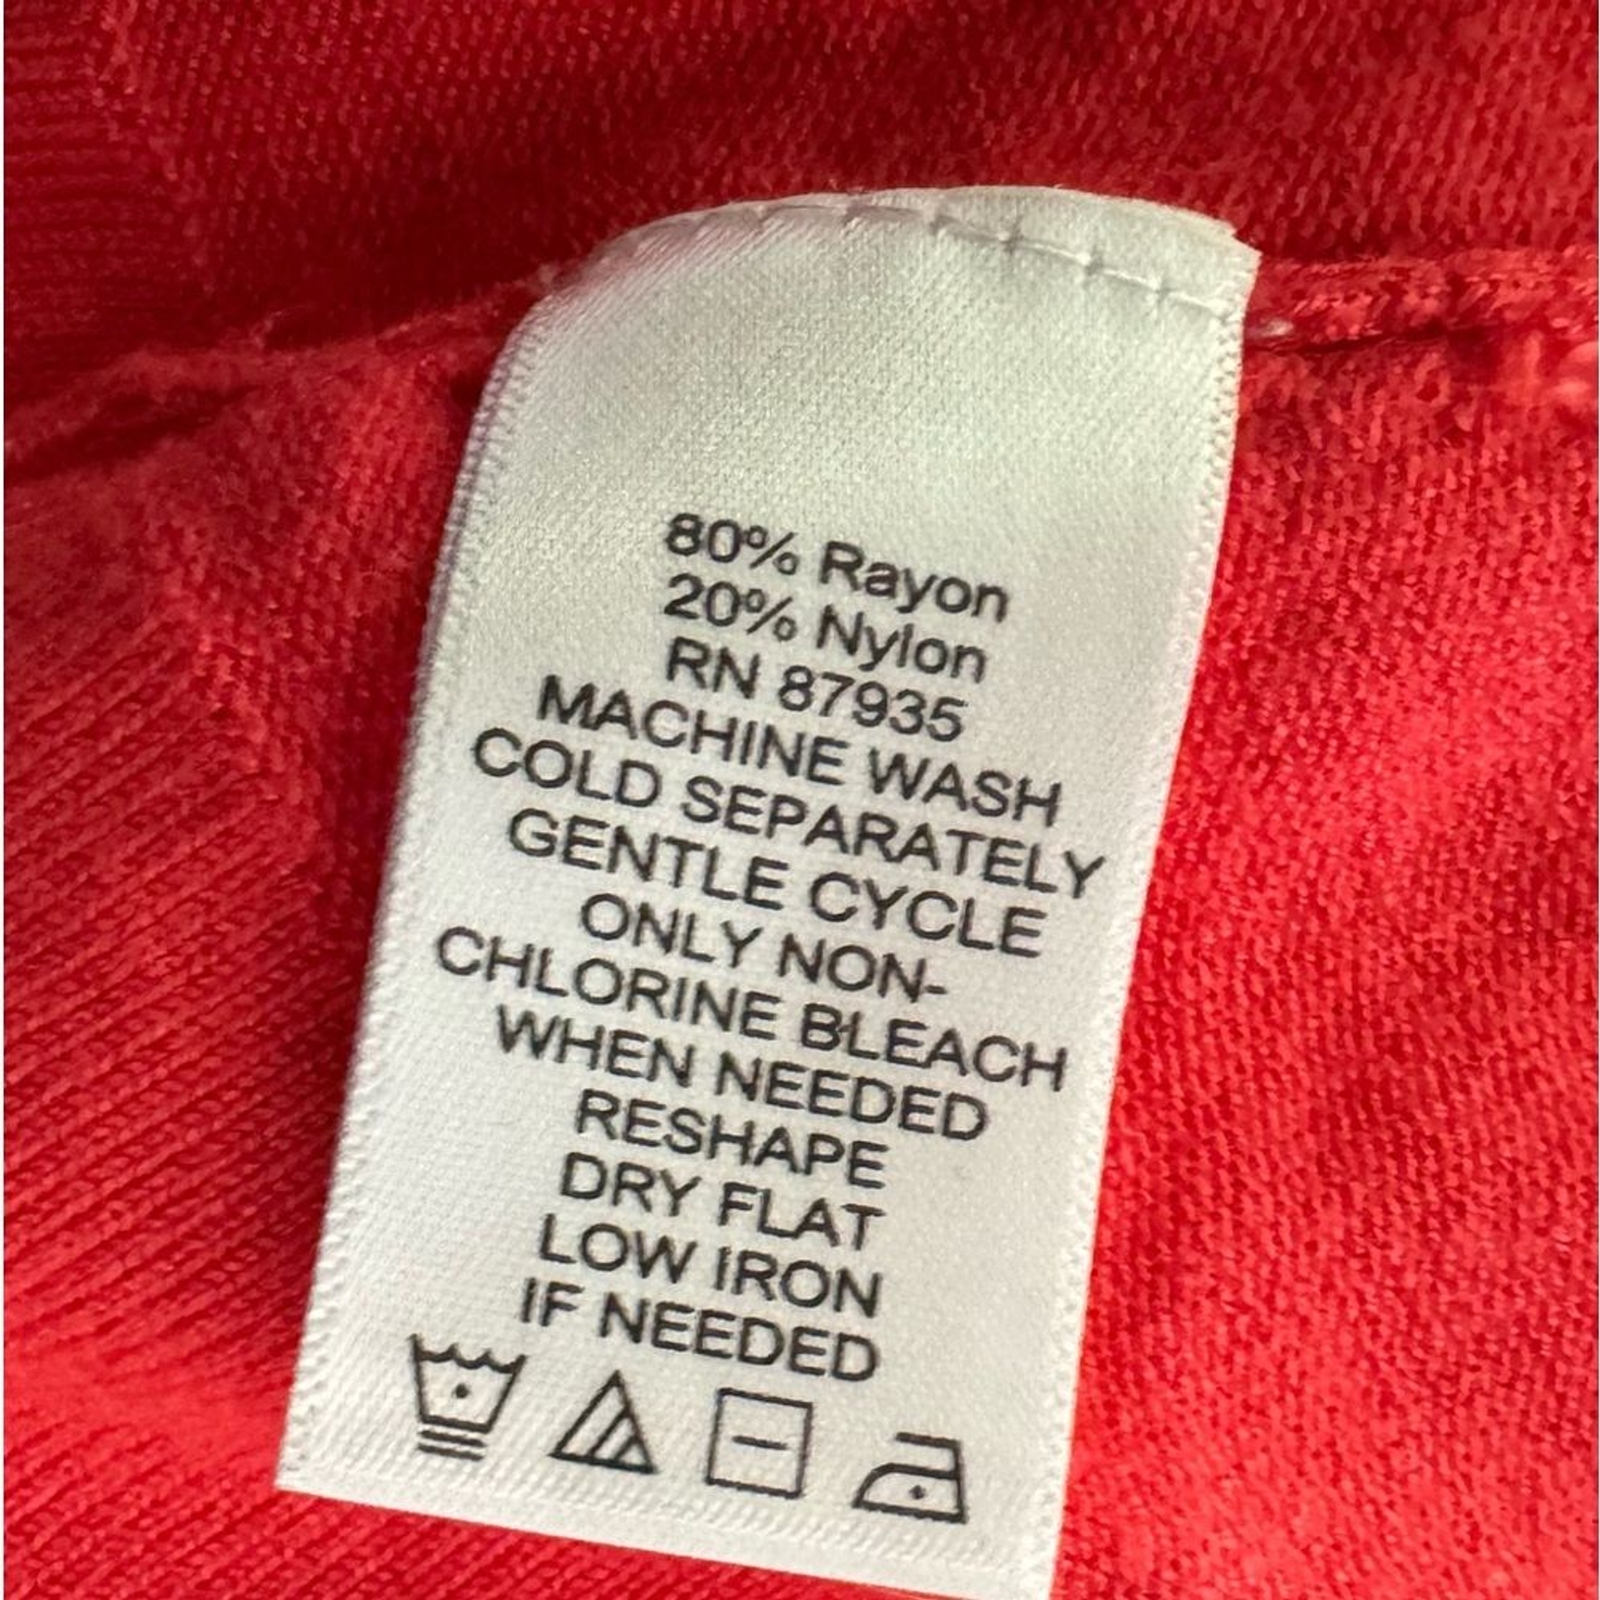 80% Rayon
20% Nylon
RN 87935
MACHINE WASH
COLD SEPARATELY
GENTLE CYCLE
ONLY NON-
CHLORINE BLEACH
WHEN NEEDED
RESHAPE
DRY FLAT
LOW IRON
IF NEEDED